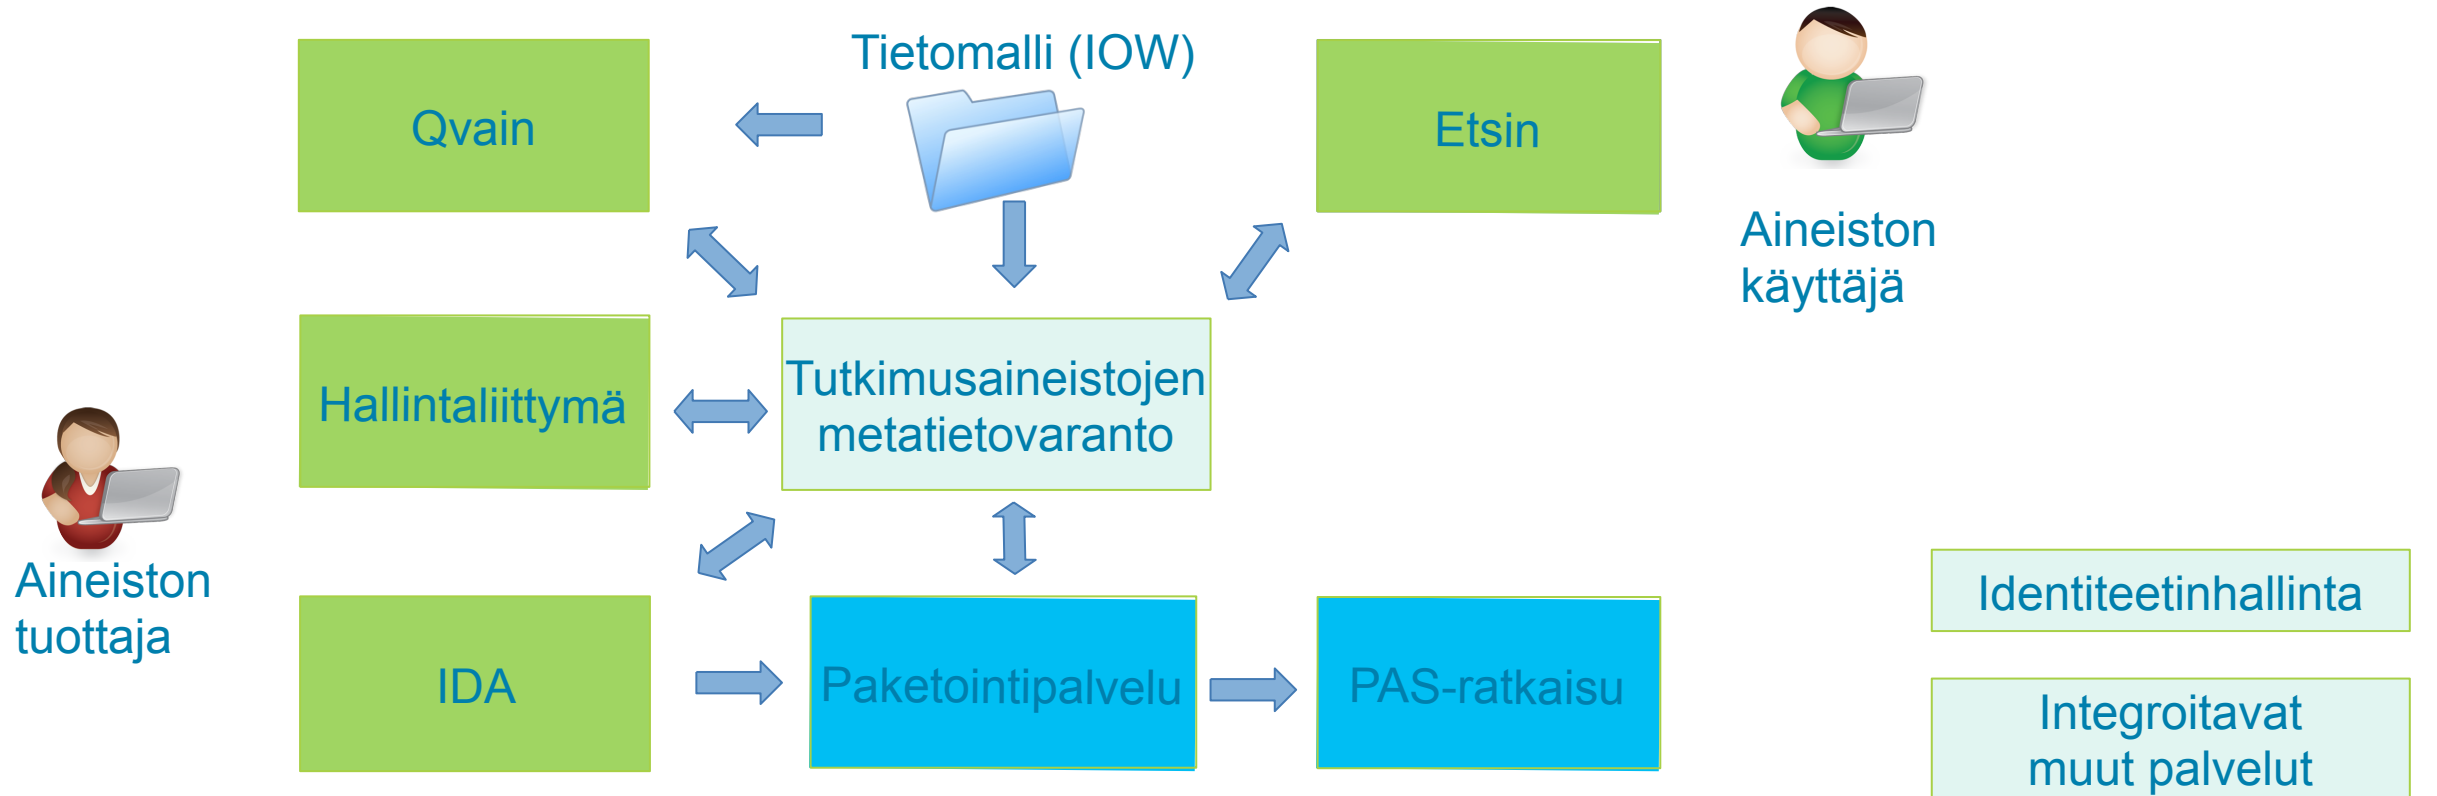 Tietomalli (IOW)
Qvain
Etsin
Aineiston
käyttäjä
Hallintaliittymä
Tutkimusaineistojen
metatietovaranto
Aineiston
tuottaja
IDA
Paketointipalvelu
PAS-ratkaisu
Identiteetinhallinta
Integroitavat
muut palvelut